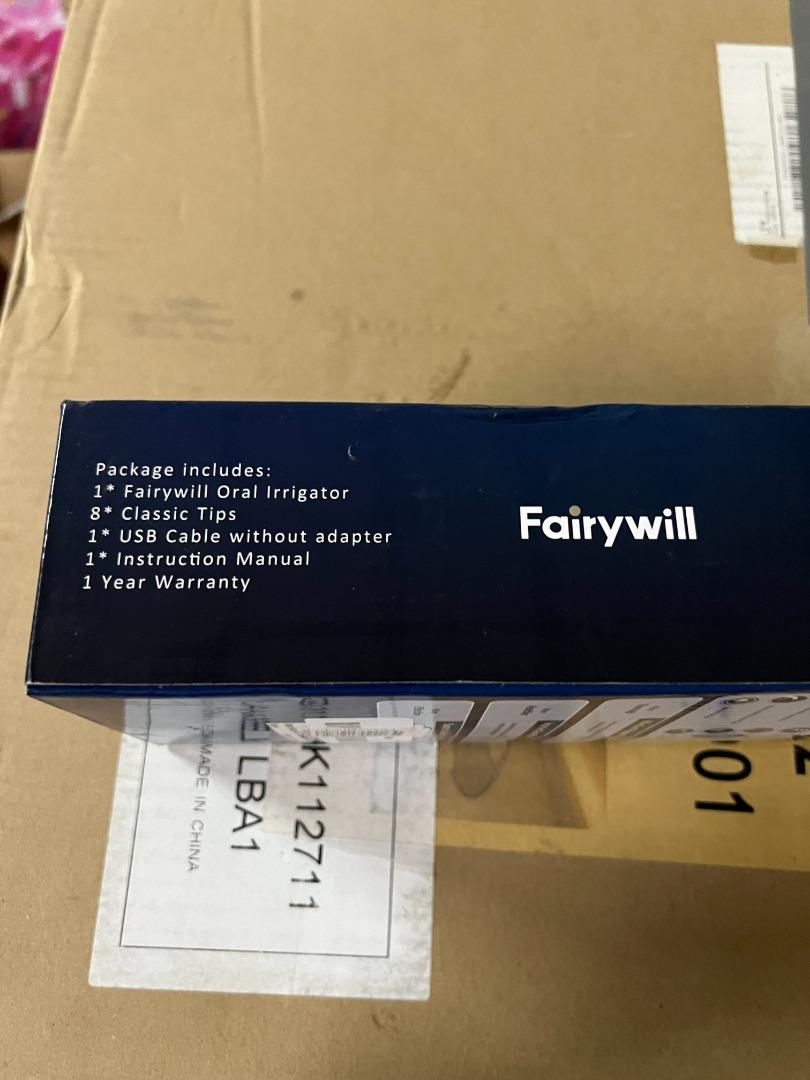 Package includes:
1* Fairywill Oral Irrigator
8* Classic Tips
1* USB Cable without adapter
1* Instruction Manual
1 Year Warranty
Fairywill
K112711
LBA1
MADE IN CHINA
01